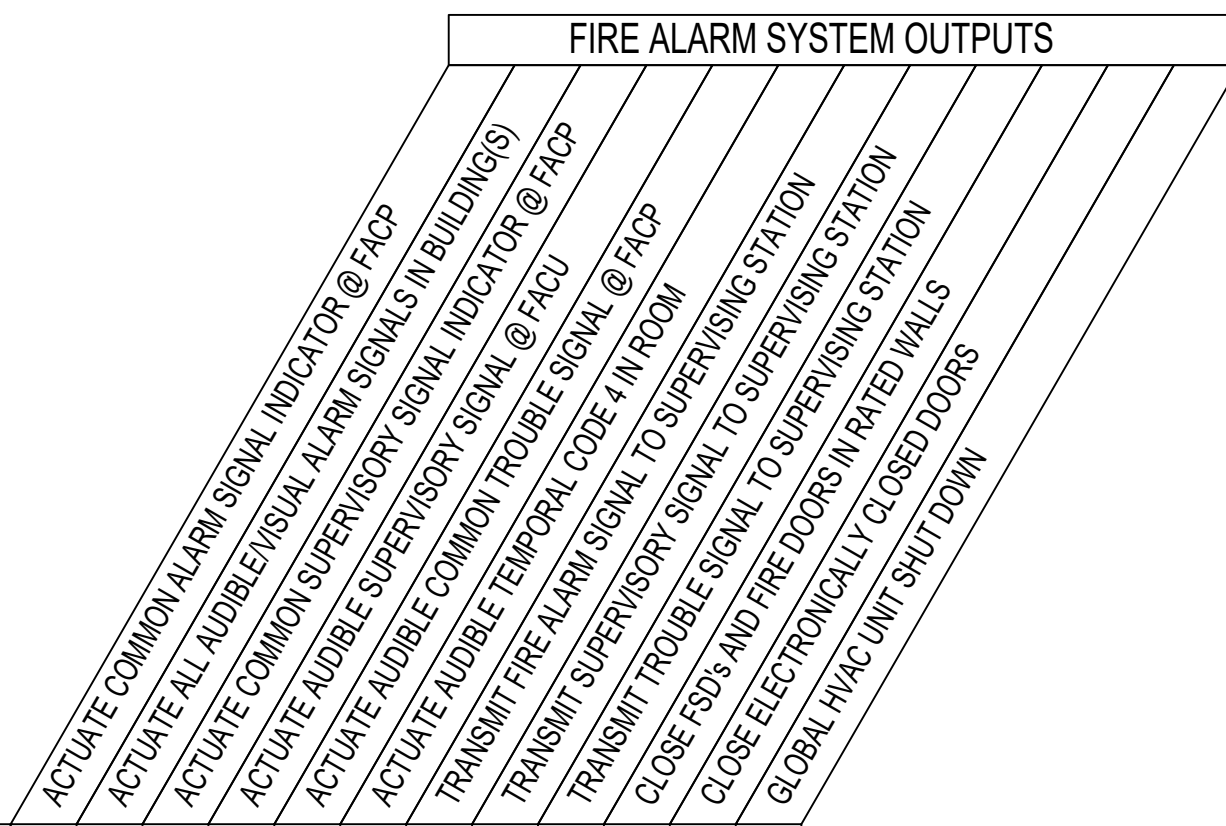 FIRE ALARM SYSTEM OUTPUTS
ACTUATE COMMON ALARM SIGNAL INDICATOR @ FACP
ACTUATE ALL AUDIBLE/VISUAL ALARM SIGNALS IN BUILDING(S)
ACTUATE COMMON SUPERVISORY SIGNAL INDICATOR @ FACP
ACTUATE AUDIBLE SUPERVISORY SIGNAL @ FACU
ACTUATE AUDIBLE COMMON TROUBLE SIGNAL @ FACP
ACTUATE AUDIBLE TEMPORAL CODE 4 IN ROOM
TRANSMIT FIRE ALARM SIGNAL TO SUPERVISING STATION
TRANSMIT SUPERVISORY SIGNAL TO SUPERVISING STATION
TRANSMIT TROUBLE SIGNAL TO SUPERVISING STATION
CLOSE FSD's AND FIRE DOORS IN RATED WALLS
CLOSE ELECTRONICALLY CLOSED DOORS
GLOBAL HVAC UNIT SHUT DOWN